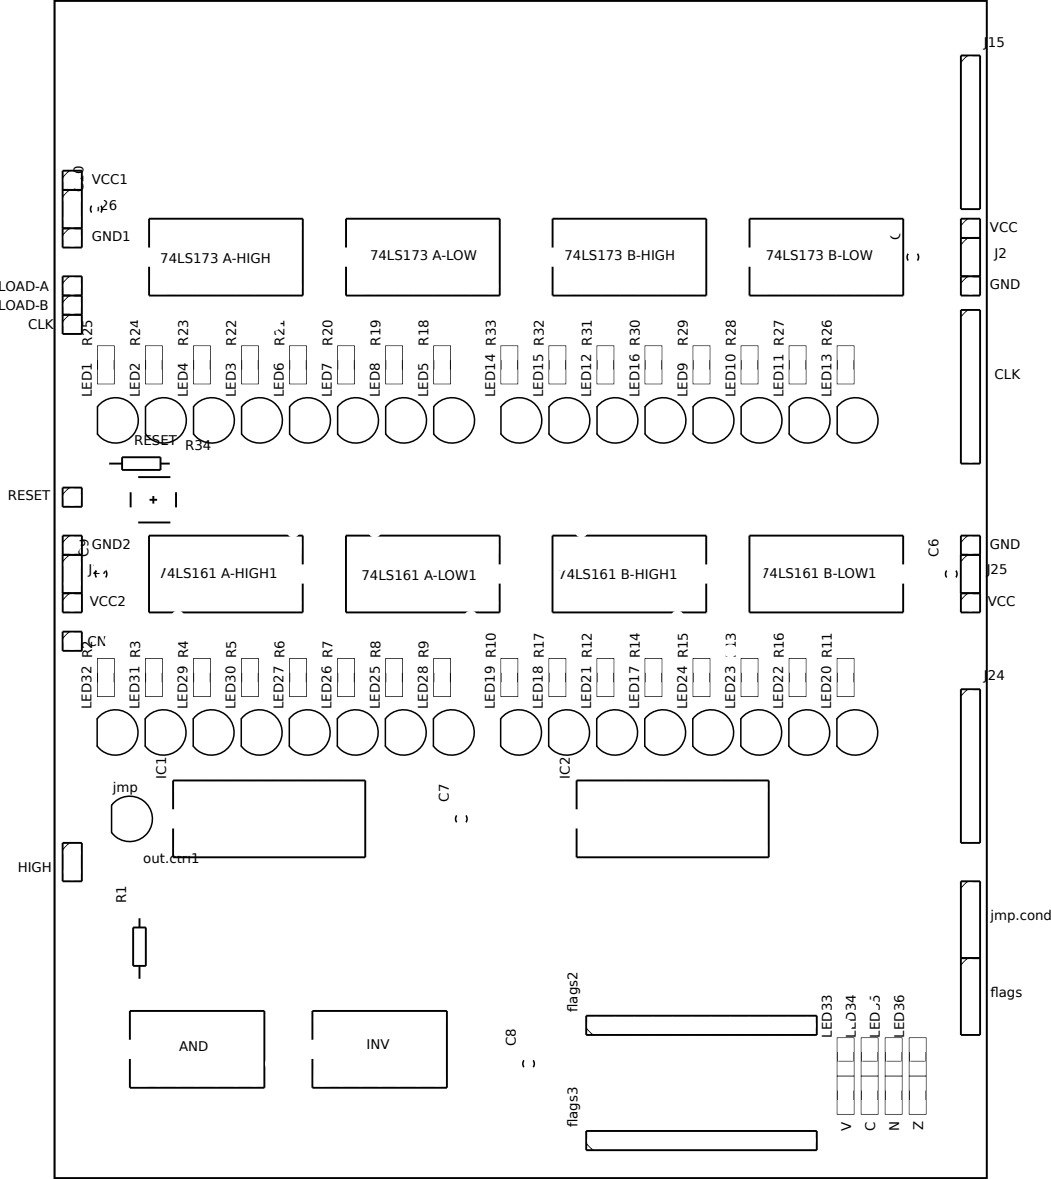 J15
VCC1
26
GND1
VCC
J2
GND
74LS173 A-HIGH
74LS173 A-LOW
74LS173 B-HIGH
74LS173 B-LOW
LOAD-A
LOAD-B
CLK
R25
R24
R23
R22
R20
R19
R18
R33
R32
R31
R30
R29
R28
R27
R26
CLK
LED1
LED2
LED4
LED3
LED6
LED7
LED8
LED5
LED14
LED15
LED12
LED16
LED9
LED10
LED11
LED13
RESET
R34
RESET
GND2
VCC2
74LS161 A-HIGH1
74LS161 A-LOW1
74LS161 B-HIGH1
74LS161 B-LOW1
C6
GND
J25
VCC
R3
R4
R5
R6
R7
R8
R9
R10
R17
R12
R14
R15
13
R16
R11
J24
LED32
LED31
LED29
LED30
LED27
LED26
LED25
LED28
LED19
LED18
LED21
LED17
LED24
LED23
LED22
LED20
IC1
IC2
jmp
C7
out.ctrl1
HIGH
R1
jmp.cond
flags
flags2
LED33
LED34
LED36
AND
INV
C8
flags3
V
C
N
Z